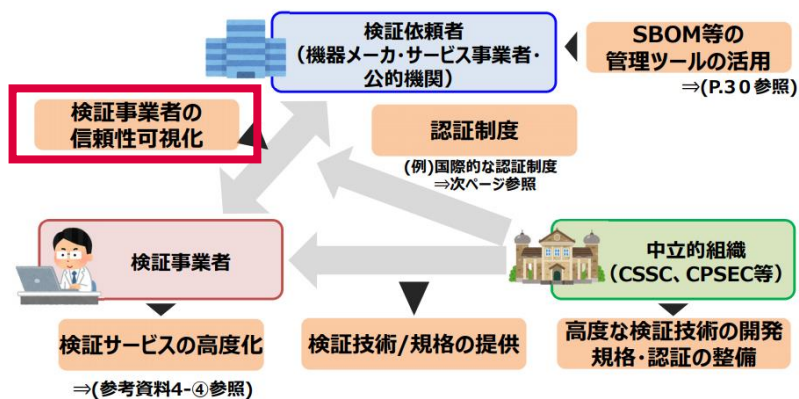 検証依頼者
(機器メーカ・サービス事業者・
公的機関)
SBOM等の
管理ツールの活用
⇒(P.30参照)
検証事業者の
信頼性可視化
認証制度
(例)国際的な認証制度
⇒次ページ参照
検証事業者
中立的組織
(CSSC、CPSEC等)
検証サービスの高度化
⇒(参考資料4-④参照)
検証技術/規格の提供
高度な検証技術の開発
規格・認証の整備